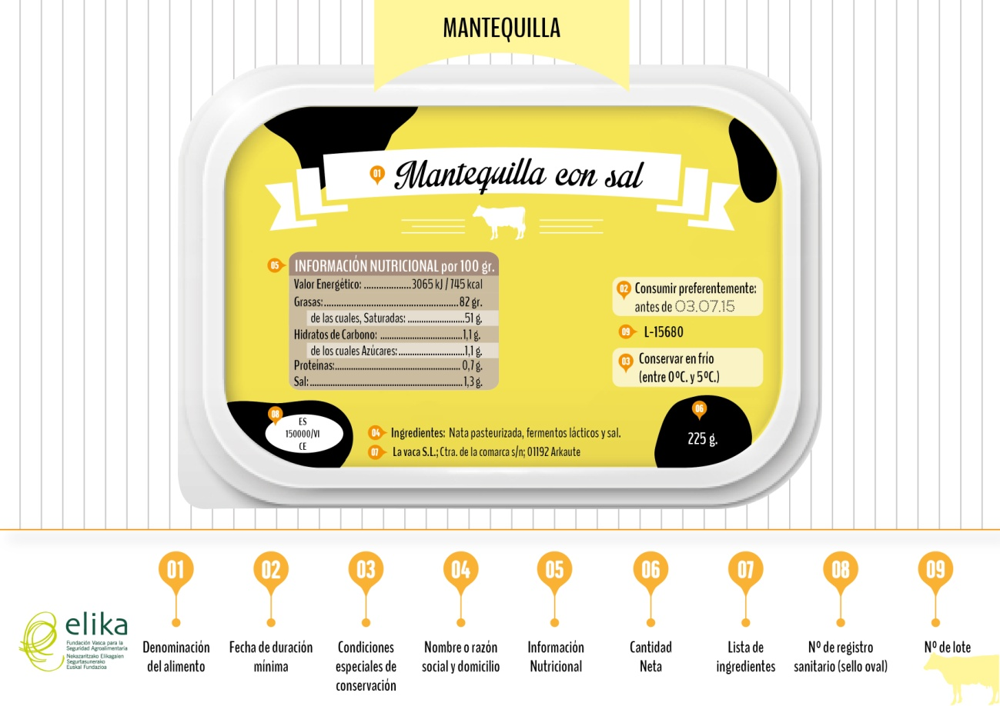 MANTEQUILLA
01 Mantequilla con sal
05 INFORMACIÓN NUTRICIONAL por 100 gr.
Valor Energético: ...................3065 kJ / 745 kcal
Grasas:......................................................82 gr.
de las cuales, Saturadas: .......................51 g.
Hidratos de Carbono: .................................1,1 g.
de los cuales Azúcares:...........................1,1 g.
Proteínas:.................................................. 0,7 g.
Sal:..............................................................1,3 g.
02 Consumir preferentemente:
antes de 03.07.15
09 L-15680
03 Conservar en frío
(entre 0ºC. y 5ºC.)
08
ES
150000/VI
CE
04 Ingredientes: Nata pasteurizada, fermentos lácticos y sal.
07 La vaca S.L.; Ctra. de la comarca s/n; 01192 Arkaute
06
225 g.
elika
Fundación Vasca para la
Seguridad Agroalimentaria
Nekazaritzako Elikagaien
Segurtasunerako
Euskal Fundazioa
01
Denominación
del alimento
02
Fecha de duración
mínima
03
Condiciones
especiales de
conservación
04
Nombre o razón
social y domicilio
05
Información
Nutricional
06
Cantidad
Neta
07
Lista de
ingredientes
08
Nº de registro
sanitario (sello oval)
09
Nº de lote